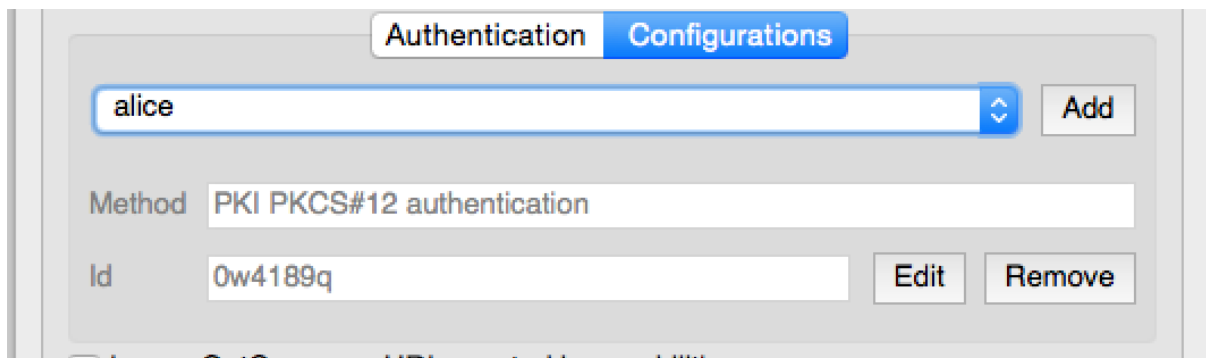 Authentication Configurations
alice Add
Method PKI PKCS#12 authentication
Id 0w4189q Edit Remove